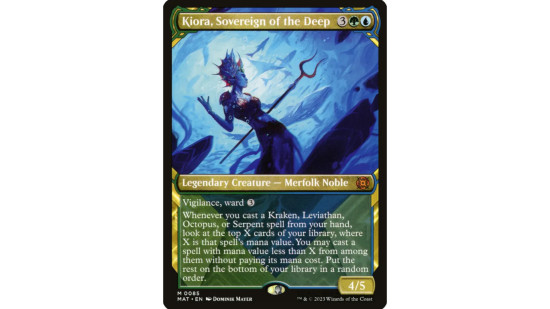 Kiora, Sovereign of the Deep 3
Legendary Creature — Merfolk Noble
Vigilance, ward 3
Whenever you cast a Kraken, Leviathan,
Octopus, or Serpent spell from your hand,
look at the top X cards of your library, where
X is that spell's mana value. You may cast a
spell with mana value less than X from among
them without paying its mana cost. Put the
rest on the bottom of your library in a random
order.
4/5
M 0085
MAT • EN DOMINIK MAYER
™ & © 2023 Wizards of the Coast